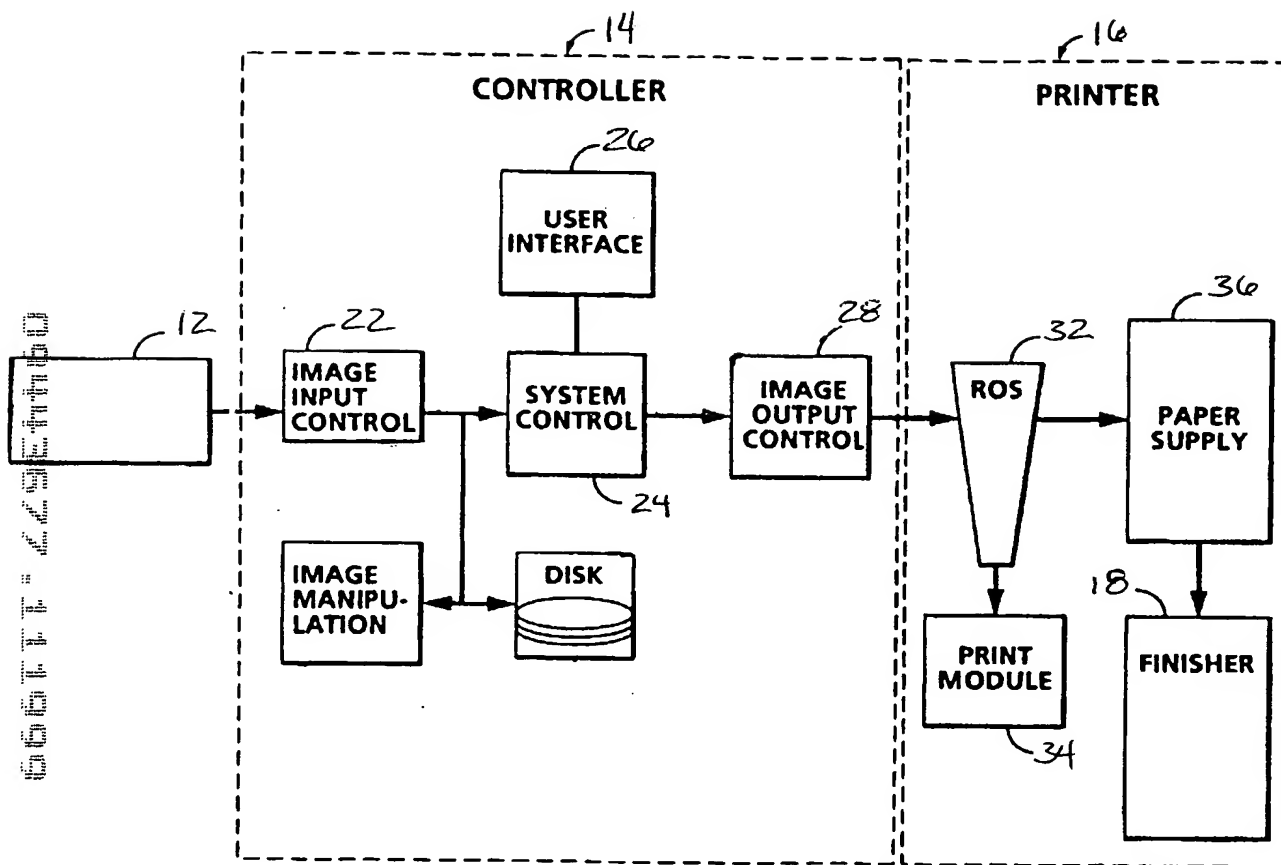 14
16
CONTROLLER
PRINTER
26
USER
INTERFACE
12
22
IMAGE
INPUT
CONTROL
SYSTEM
CONTROL
24
28
IMAGE
OUTPUT
CONTROL
32
ROS
36
PAPER
SUPPLY
IMAGE
MANIPU-
LATION
DISK
PRINT
MODULE
34
18
FINISHER